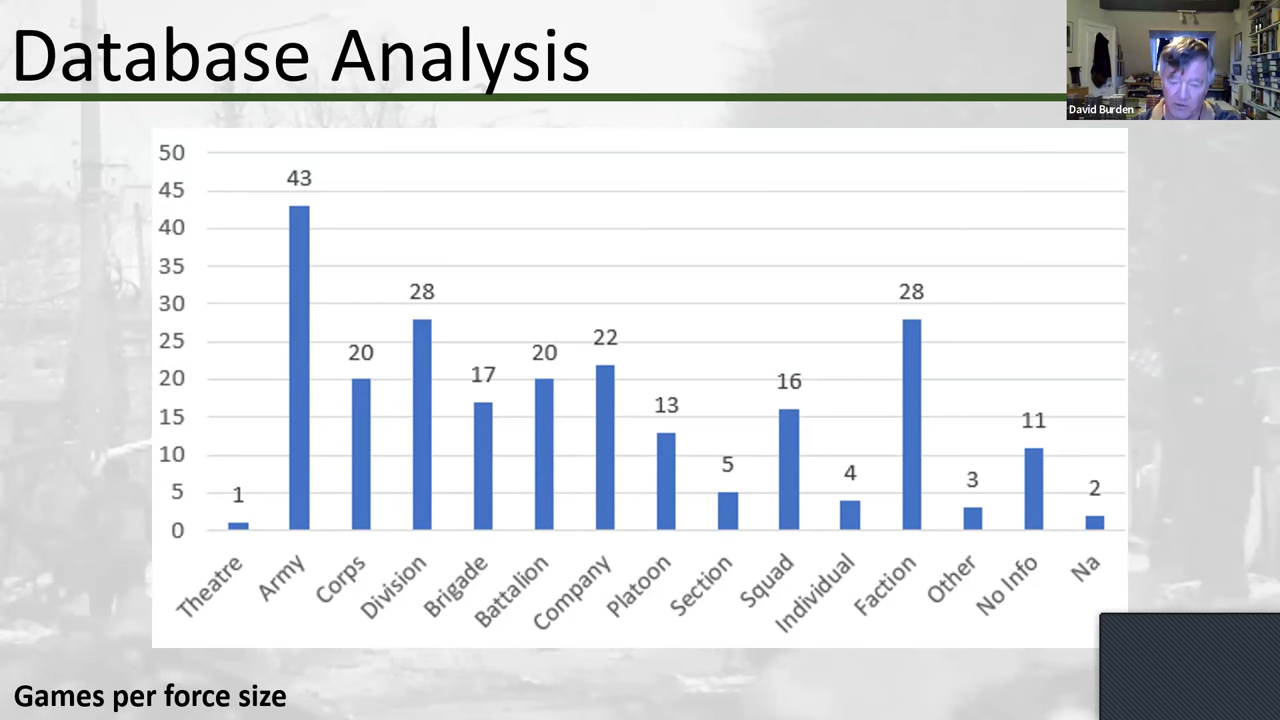 Database Analysis
David Burden
50
45
40
35
30
25
20
15
10
5
0
1
43
20
28
17
20
22
13
5
16
4
28
3
11
2
Theatre
Army
Corps
Division
Brigade
Battalion
Company
Platoon
Section
Squad
Individual
Faction
Other
No Info
Na
Games per force size